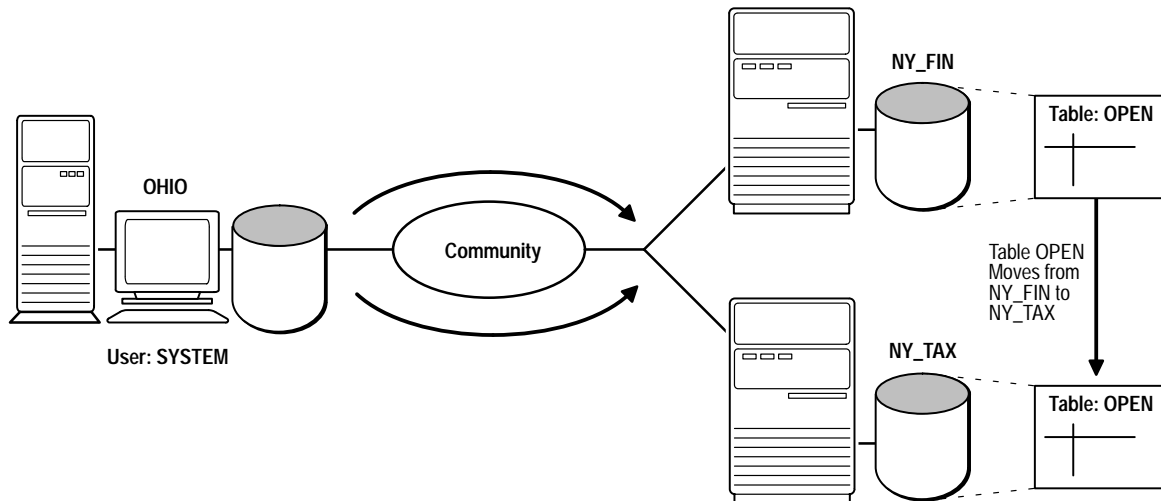 NY_FIN
Table: OPEN
OHIO
Community
Table OPEN
Moves from
NY_FIN to
NY_TAX
User: SYSTEM
NY_TAX
Table: OPEN